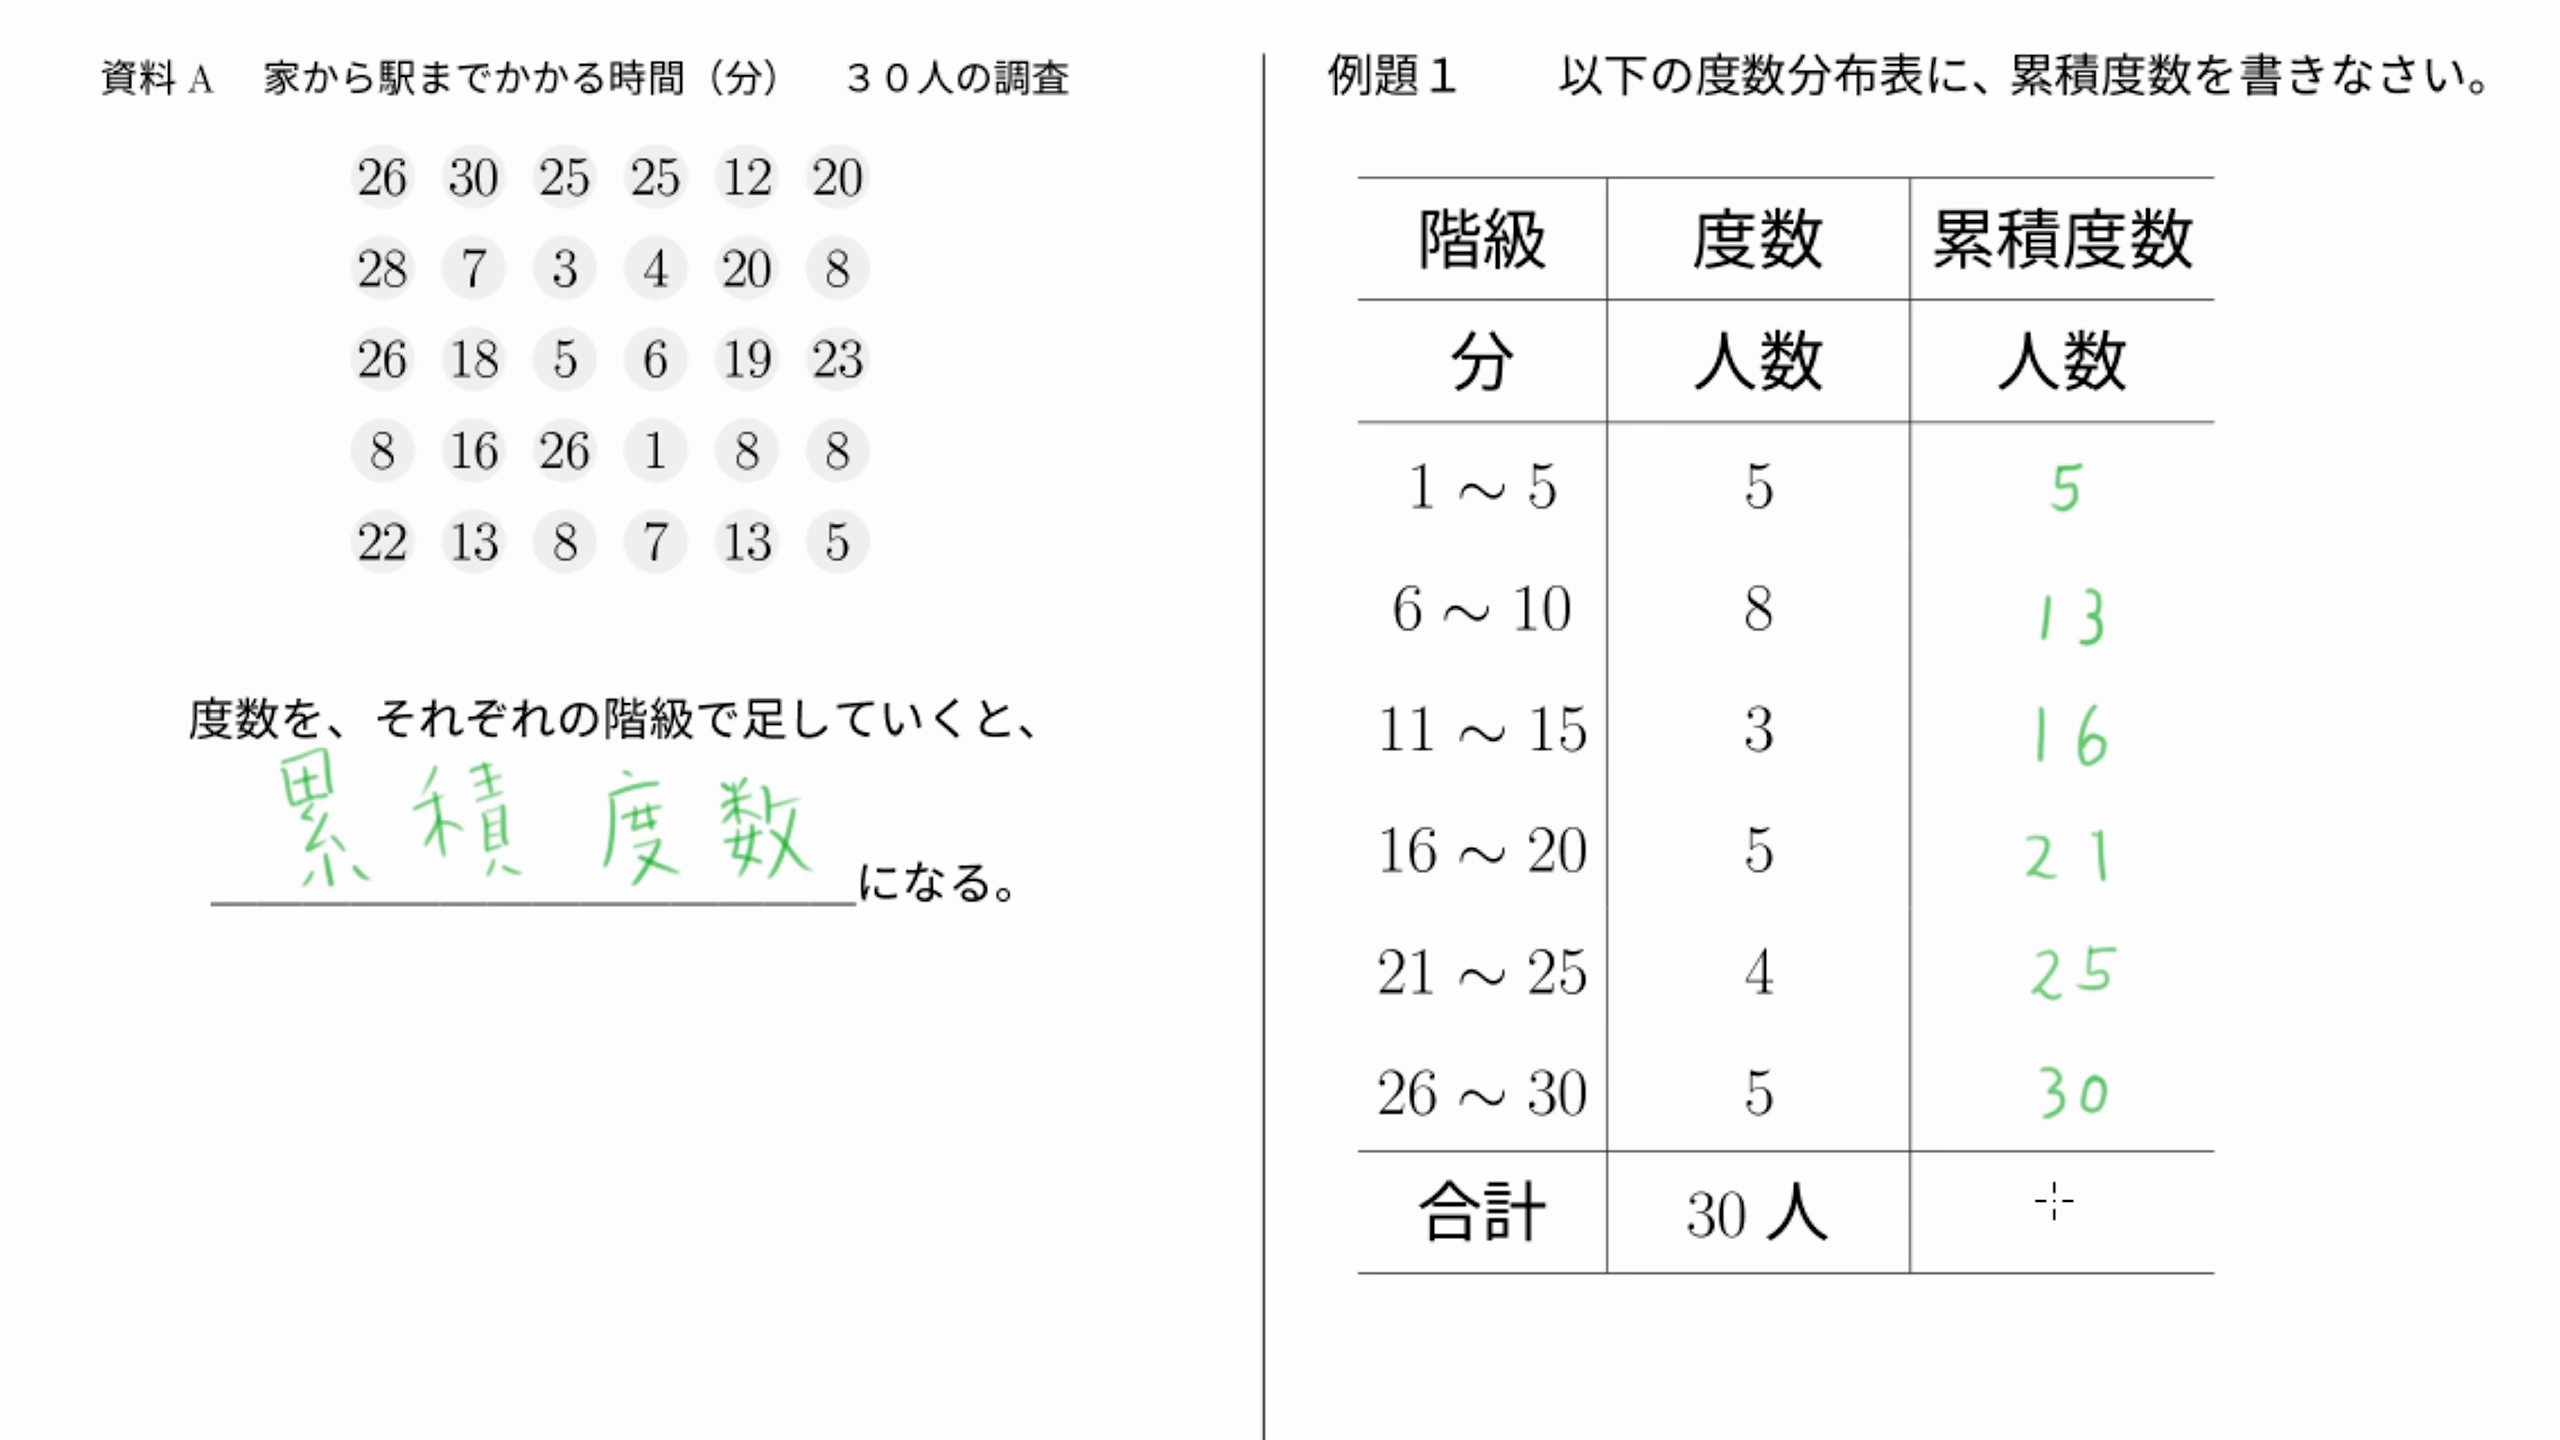 資料 A　家から駅までかかる時間（分）　３０人の調査
26 30 25 25 12 20
28 7 3 4 20 8
26 18 5 6 19 23
8 16 26 1 8 8
22 13 8 7 13 5
度数を、それぞれの階級で足していくと、
累積度数になる。
例題１　以下の度数分布表に、累積度数を書きなさい。
階級 度数 累積度数
分 人数 人数
1 ～ 5 5 5
6 ～ 10 8 13
11 ～ 15 3 16
16 ～ 20 5 21
21 ～ 25 4 25
26 ～ 30 5 30
合計 30 人